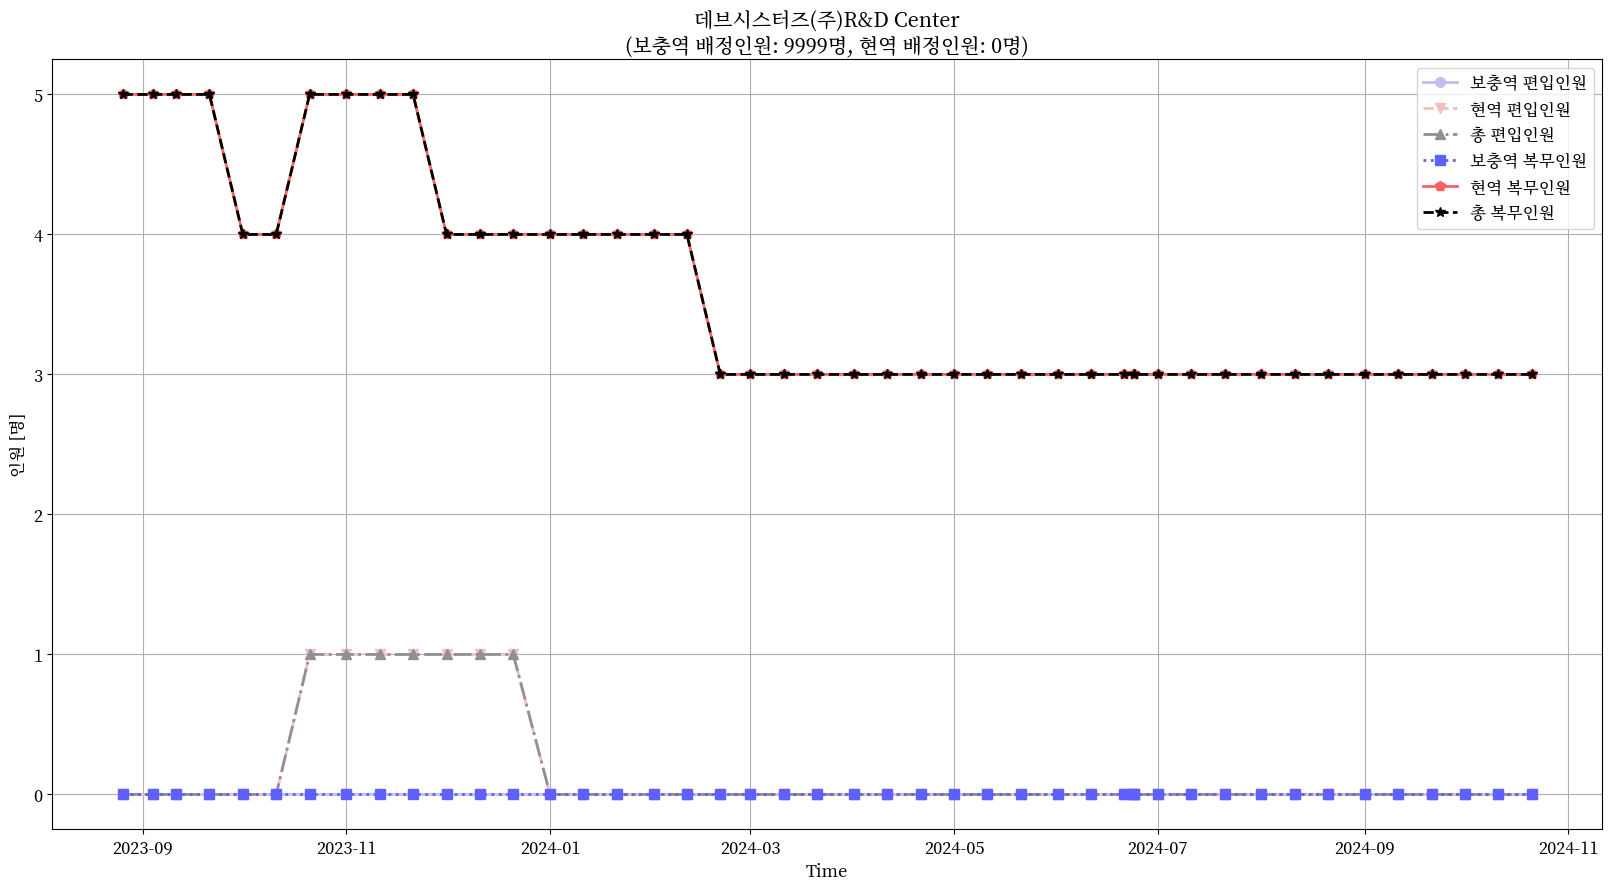 데브시스터즈(주)R&D Center
(보충역 배정인원: 9999명, 현역 배정인원: 0명)
보충역 편입인원
현역 편입인원
총 편입인원
보충역 복무인원
현역 복무인원
총 복무인원
인원 [명]
5
4
3
2
1
0
2023-09
2023-11
2024-01
2024-03
2024-05
2024-07
2024-09
2024-11
Time